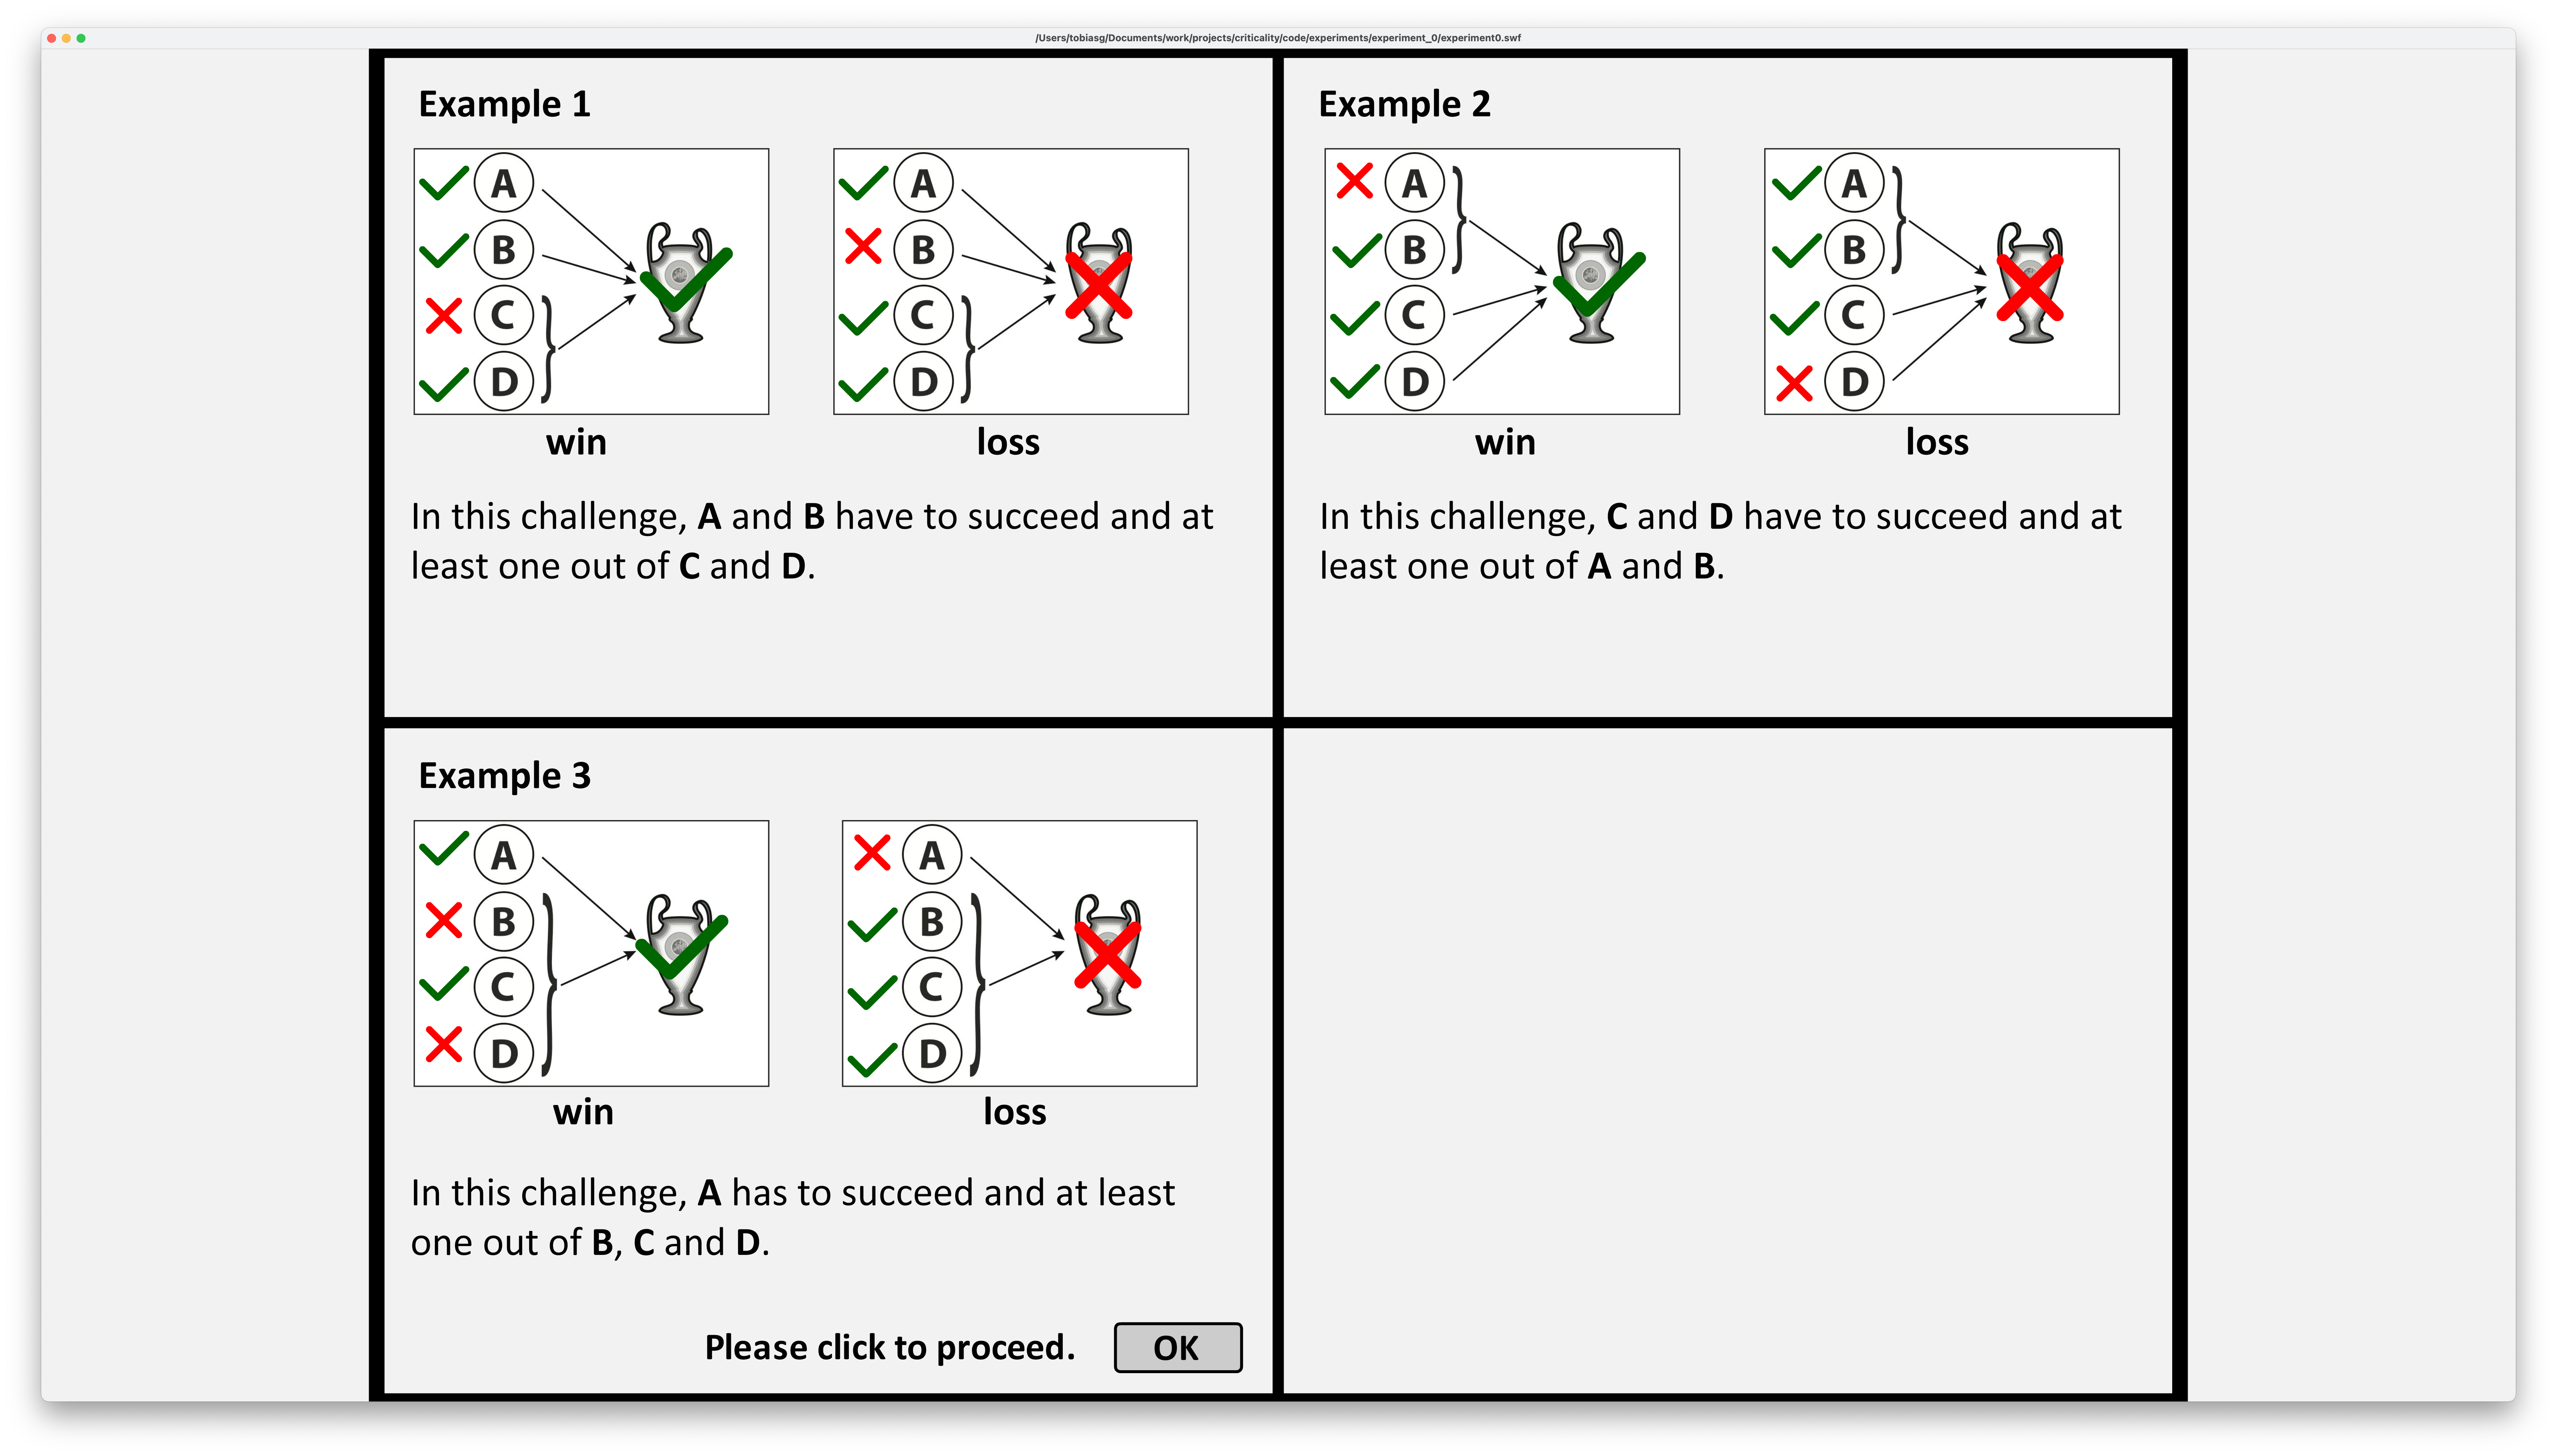 /Users/tobiasg/Documents/work/projects/criticality/code/experiments/experiment_0/experiment0.swf
Example 1
A
B
C
D
win
A
B
C
D
loss
In this challenge, A and B have to succeed and at
least one out of C and D.
Example 2
A
B
C
D
win
A
B
C
D
loss
In this challenge, C and D have to succeed and at
least one out of A and B.
Example 3
A
B
C
D
win
A
B
C
D
loss
In this challenge, A has to succeed and at least
one out of B, C and D.
Please click to proceed.
OK